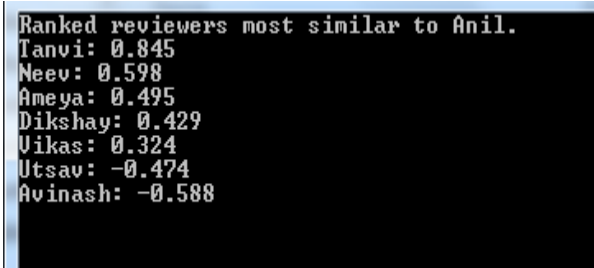 Ranked reviewers most similar to Anil.
Tanvi: 0.845
Neev: 0.598
Ameya: 0.495
Dikshay: 0.429
Vikas: 0.324
Utsav: -0.474
Avinash: -0.588